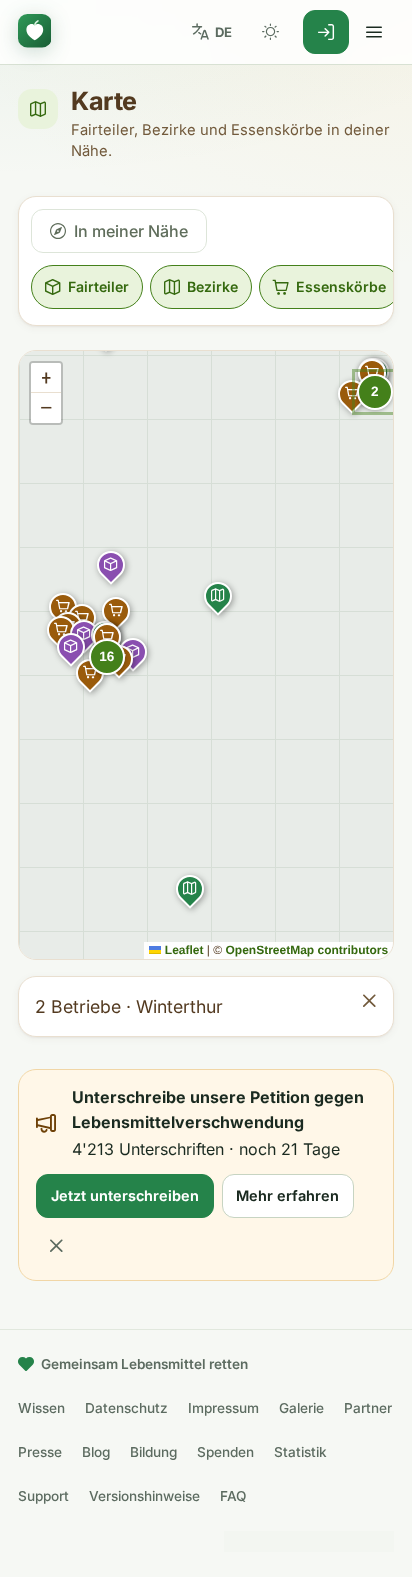 DE
Karte
Fairteiler, Bezirke und Essenskörbe in deiner
Nähe.
In meiner Nähe
Fairteiler
Bezirke
Essenskörbe
+
−
2
16
Leaflet | © OpenStreetMap contributors
2 Betriebe · Winterthur
Unterschreibe unsere Petition gegen
Lebensmittelverschwendung
4'213 Unterschriften · noch 21 Tage
Jetzt unterschreiben
Mehr erfahren
Gemeinsam Lebensmittel retten
Wissen Datenschutz Impressum Galerie Partner
Presse Blog Bildung Spenden Statistik
Support Versionshinweise FAQ